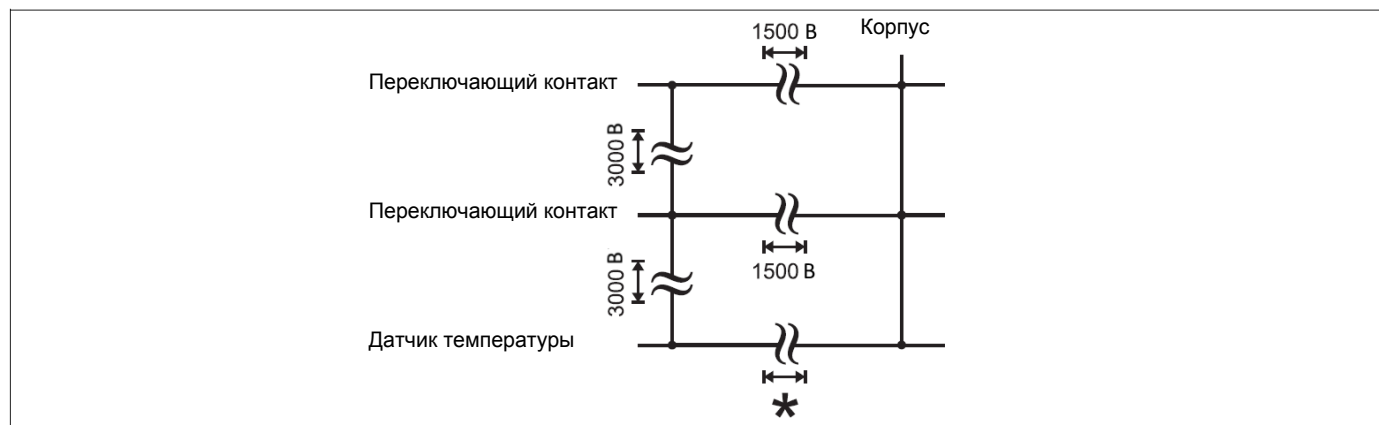 1500 В
Корпус
Переключающий контакт
3000 В
Переключающий контакт
1500 В
3000 В
Датчик температуры
*